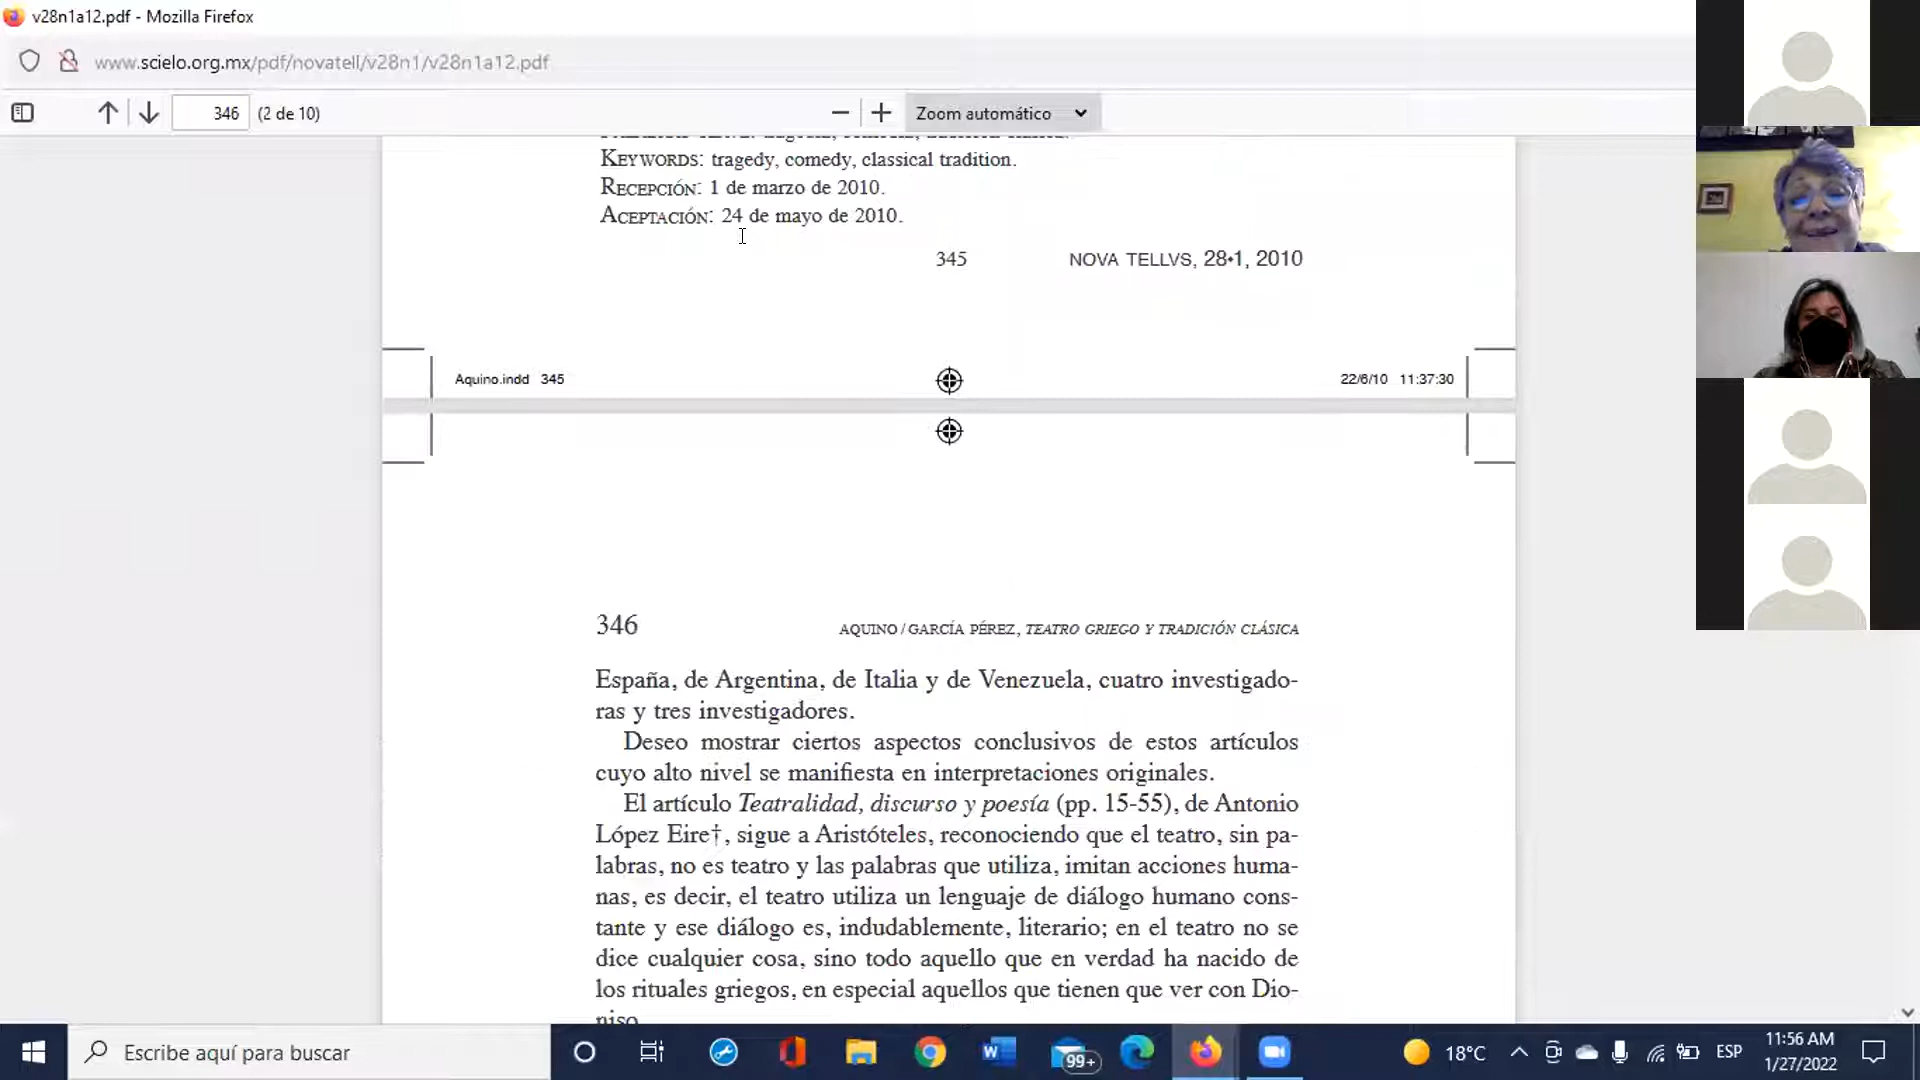 v28n1a12.pdf - Mozilla Firefox
www.scielo.org.mx/pdf/novatell/v28n1/v28n1a12.pdf
346 (2 de 10) Zoom automático
KEYWORDS: tragedy, comedy, classical tradition.
RECEPCIÓN: 1 de marzo de 2010.
ACEPTACIÓN: 24 de mayo de 2010.
345 NOVA TELLVS, 28•1, 2010
Aquino.indd 345 22/6/10 11:37:30
346 AQUINO / GARCÍA PÉREZ, TEATRO GRIEGO Y TRADICIÓN CLÁSICA
España, de Argentina, de Italia y de Venezuela, cuatro investigado-
ras y tres investigadores.
Deseo mostrar ciertos aspectos conclusivos de estos artículos
cuyo alto nivel se manifiesta en interpretaciones originales.
El artículo Teatralidad, discurso y poesía (pp. 15-55), de Antonio
López Eire†, sigue a Aristóteles, reconociendo que el teatro, sin pa-
labras, no es teatro y las palabras que utiliza, imitan acciones huma-
nas, es decir, el teatro utiliza un lenguaje de diálogo humano cons-
tante y ese diálogo es, indudablemente, literario; en el teatro no se
dice cualquier cosa, sino todo aquello que en verdad ha nacido de
los rituales griegos, en especial aquellos que tienen que ver con Dio-
niso
Escribe aquí para buscar 99+ 18°C ESP 11:56 AM
1/27/2022